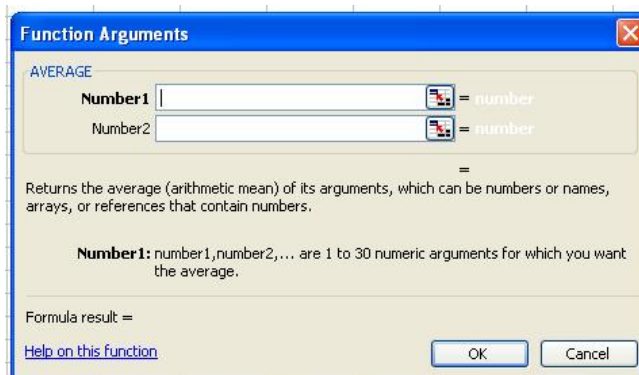 Function Arguments
AVERAGE
Number1 = number
Number2 = number
=
Returns the average (arithmetic mean) of its arguments, which can be numbers or names,
arrays, or references that contain numbers.
Number1: number1,number2,... are 1 to 30 numeric arguments for which you want
the average.
Formula result =
Help on this function
OK Cancel